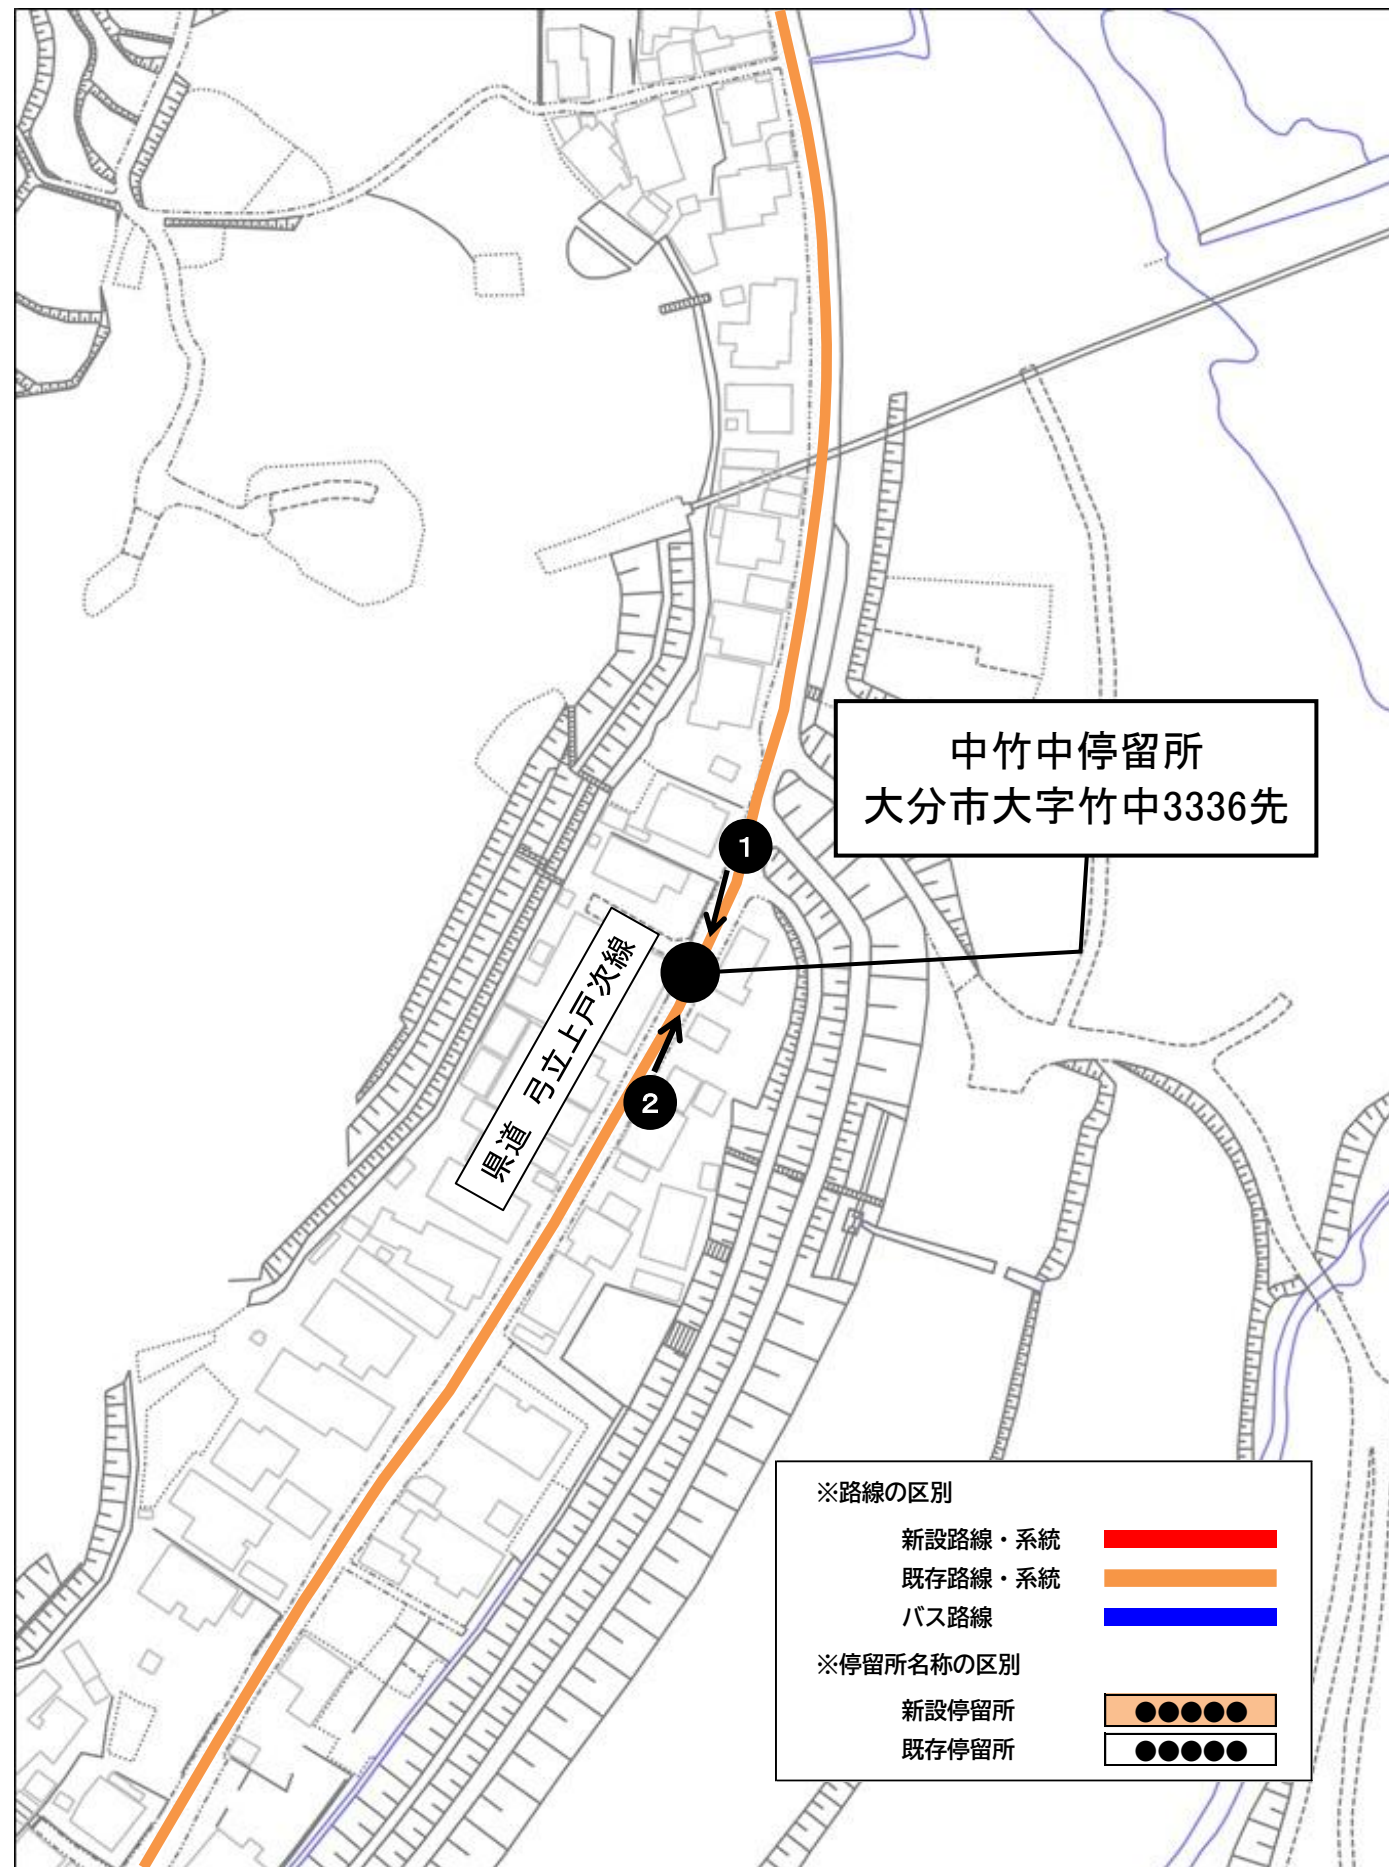 中竹中停留所
大分市大字竹中3336先
1
県道 弓立上戸次線
2
※路線の区別
新設路線・系統
既存路線・系統
バス路線
※停留所名称の区別
新設停留所 ●●●●●
既存停留所 ●●●●●